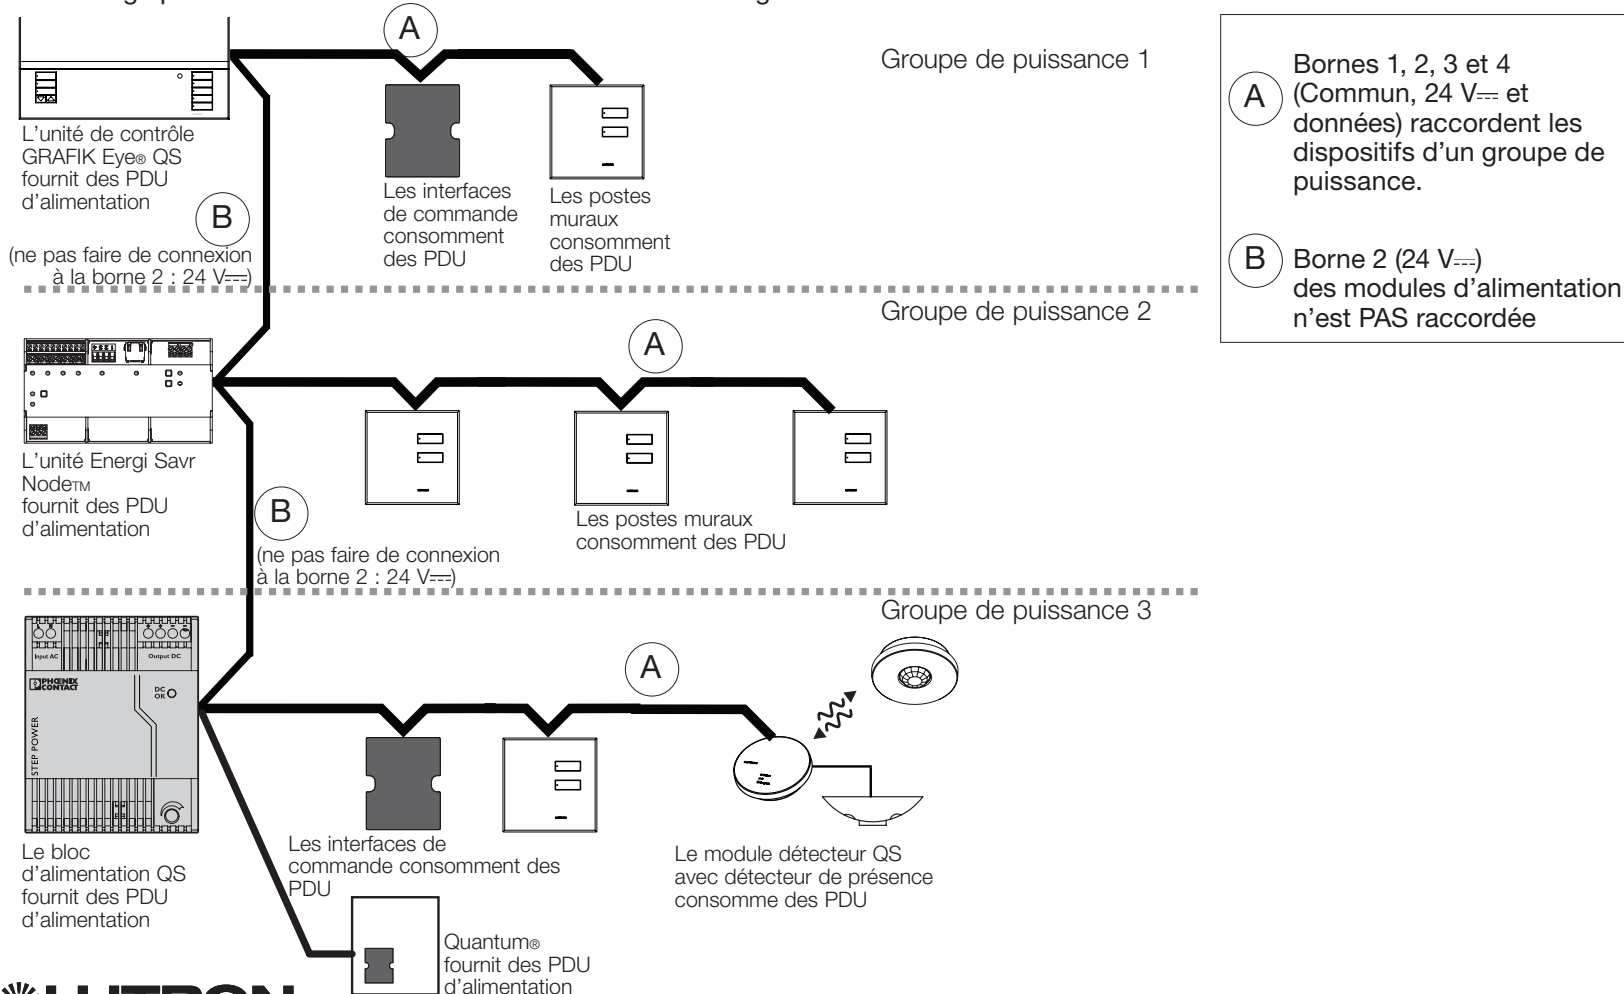 A
Groupe de puissance 1
L'unité de contrôle
GRAFIK Eye® QS
fournit des PDU
d'alimentation
B
(ne pas faire de connexion
à la borne 2 : 24 V⎓)
Les interfaces
de commande
consomment
des PDU
Les postes
muraux
consomment
des PDU
A
Bornes 1, 2, 3 et 4
(Commun, 24 V⎓ et
données) raccordent les
dispositifs d'un groupe de
puissance.
B
Borne 2 (24 V⎓)
des modules d'alimentation
n'est PAS raccordée
Groupe de puissance 2
A
L'unité Energi Savr
Node™
fournit des PDU
d'alimentation
B
(ne pas faire de connexion
à la borne 2 : 24 V⎓)
Les postes muraux
consomment des PDU
Groupe de puissance 3
A
Input AC
Output DC
PHŒNIX
CONTACT
DC
OK
STEP POWER
Le bloc
d'alimentation QS
fournit des PDU
d'alimentation
Les interfaces de
commande consomment des
PDU
Le module détecteur QS
avec détecteur de présence
consomme des PDU
Quantum®
fournit des PDU
d'alimentation
LUTRON